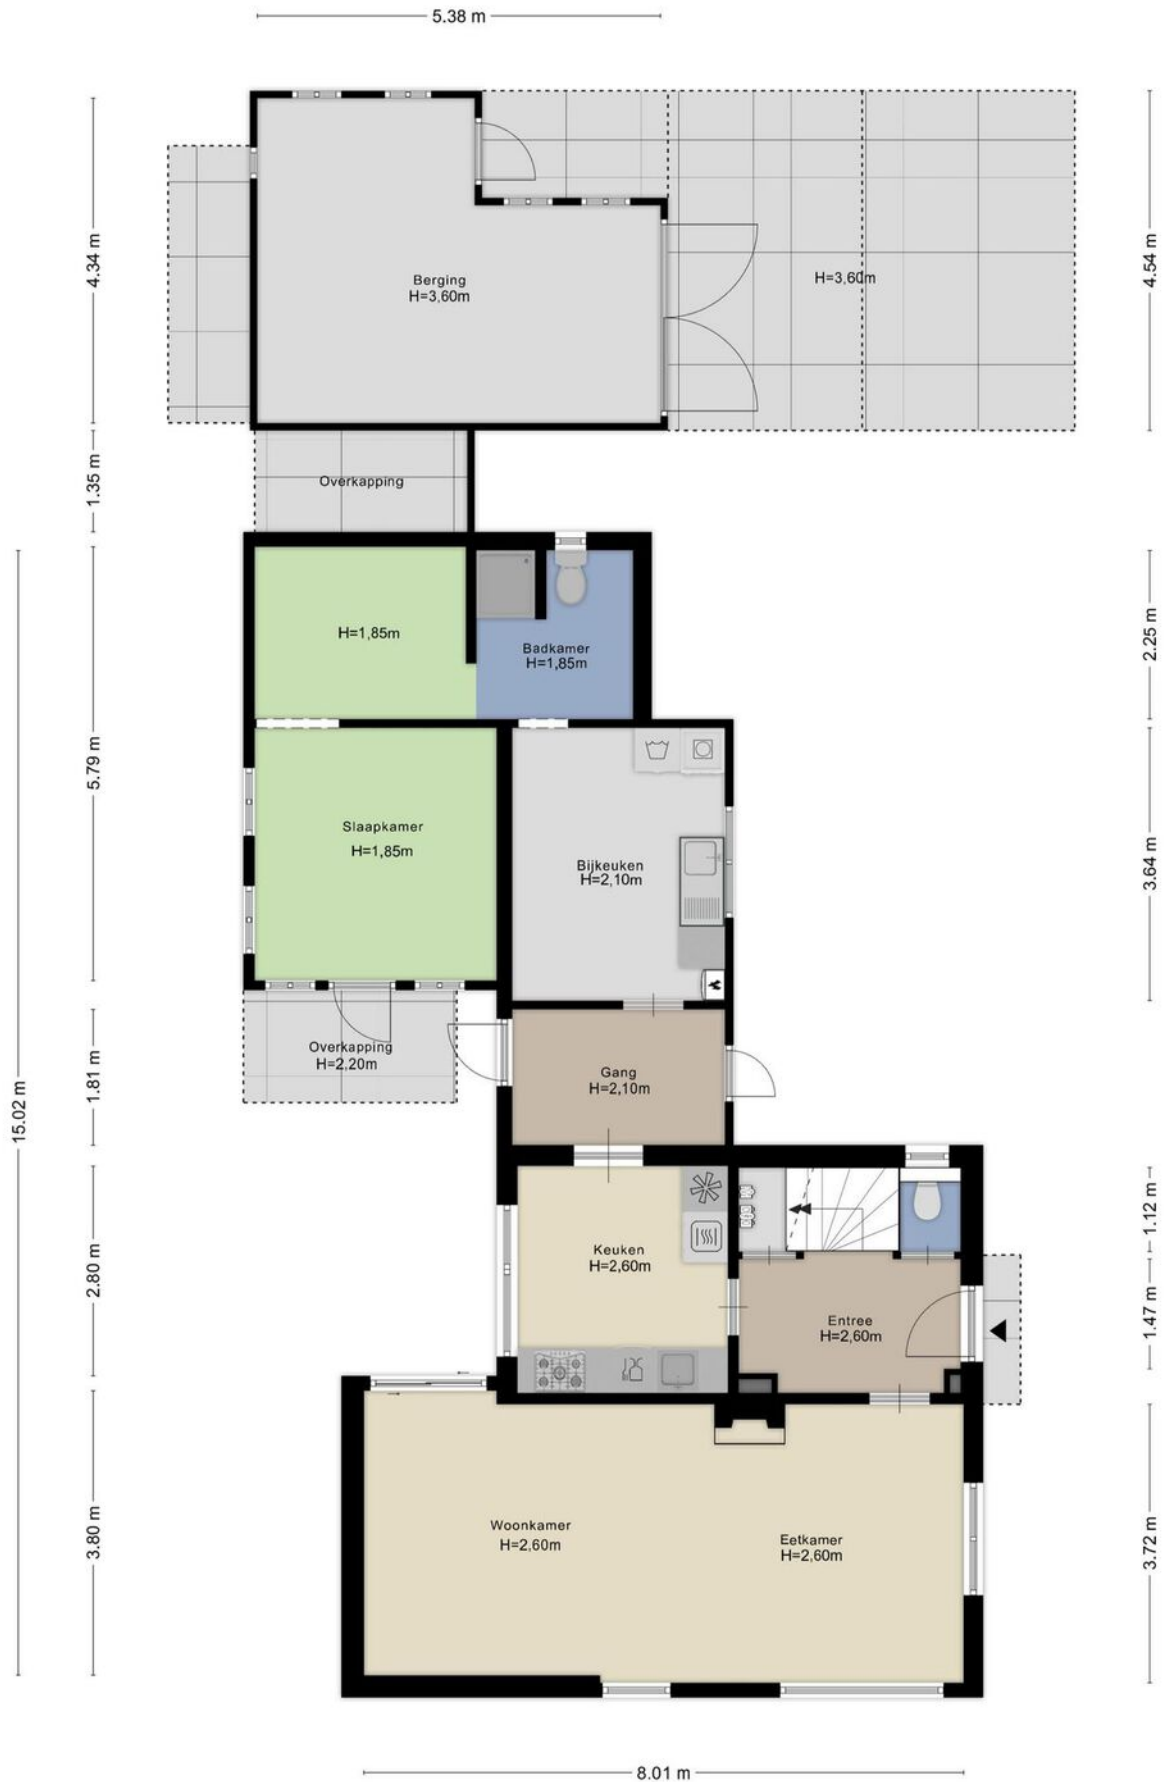 5.38 m
4.34 m
4.54 m
Berging
H=3,60m
H=3,60m
1.35 m
Overkapping
15.02 m
5.79 m
2.25 m
H=1,85m
Badkamer
H=1,85m
Slaapkamer
H=1,85m
Bijkeuken
H=2,10m
3.64 m
Overkapping
H=2,20m
1.81 m
Gang
H=2,10m
2.80 m
Keuken
H=2,60m
1.12 m
1.47 m
Entree
H=2,60m
3.80 m
Woonkamer
H=2,60m
Eetkamer
H=2,60m
3.72 m
8.01 m